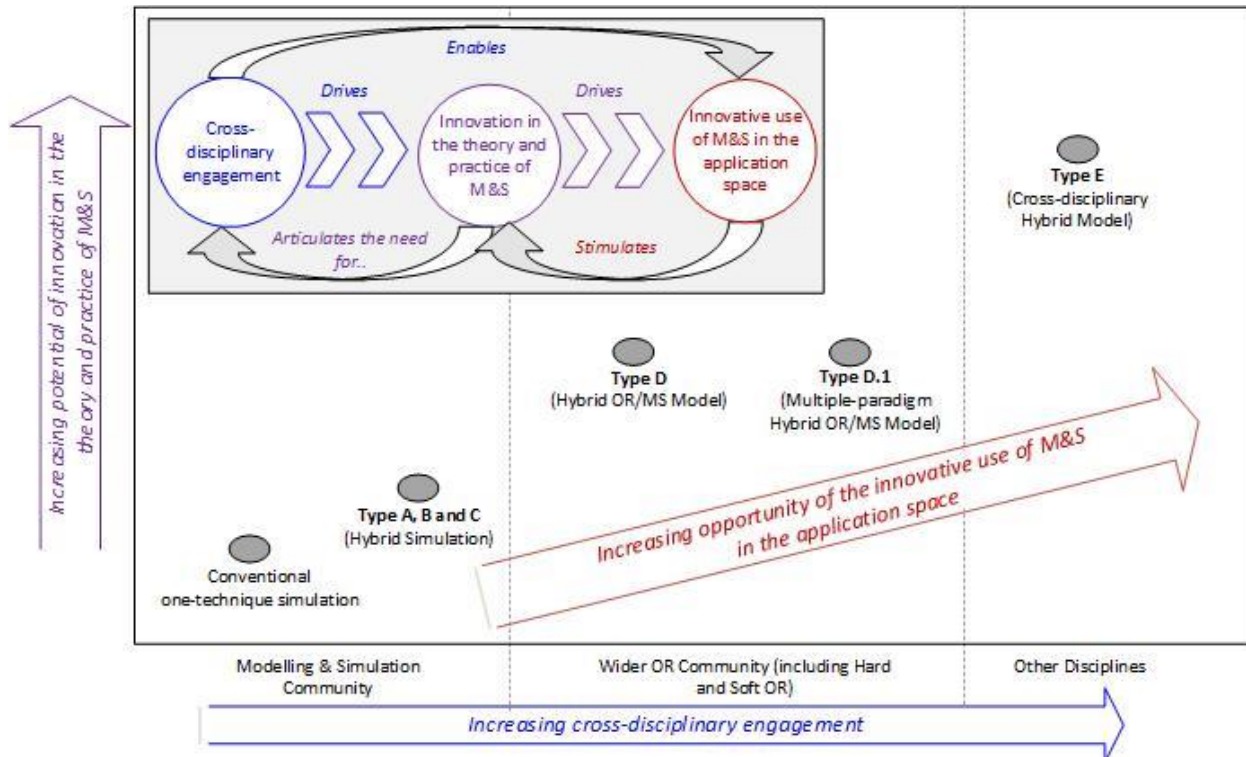 Enables
Drives
Drives
Cross-
disciplinary
engagement
Innovation in
the theory and
practice of
M&S
Innovative use
of M&S in the
application
space
Articulates the need
for..
Stimulates
Increasing potential of innovation in the
theory and practice of M&S
Type E
(Cross-disciplinary
Hybrid Model)
Type D
(Hybrid OR/MS Model)
Type D.1
(Multiple-paradigm
Hybrid OR/MS Model)
Type A, B and C
(Hybrid Simulation)
Conventional
one-technique simulation
Increasing opportunity of the innovative use of M&S
in the application space
Modelling & Simulation
Community
Wider OR Community (including Hard
and Soft OR)
Other Disciplines
Increasing cross-disciplinary engagement